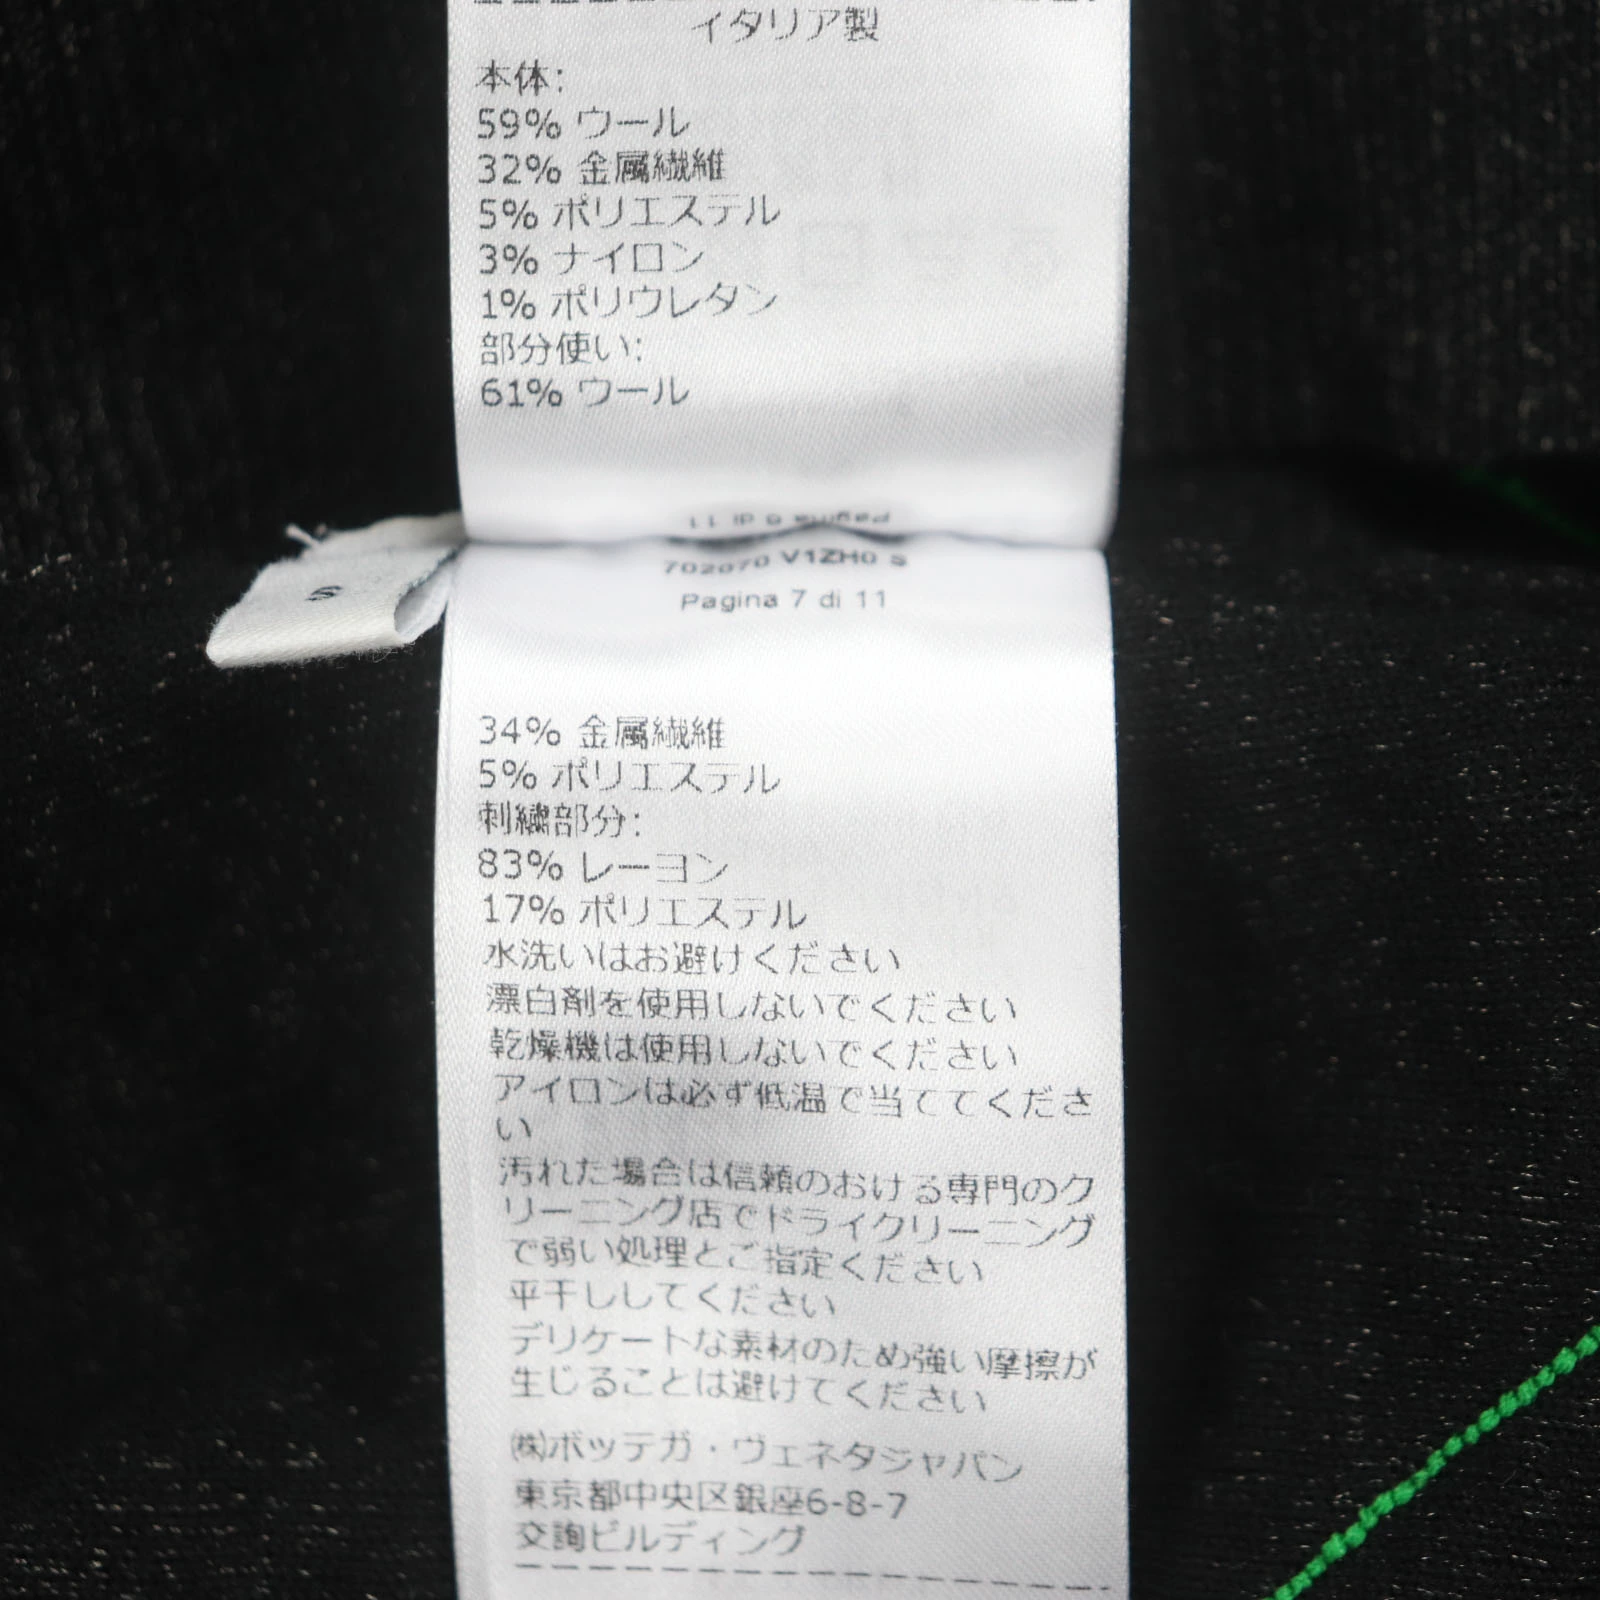 イタリア製
本体:
59% ウール
32% 金属繊維
5% ポリエステル
3% ナイロン
1% ポリウレタン
部分使い:
61% ウール
Pagina 6 di 11
702070 V1ZH0 S
Pagina 7 di 11
S
34% 金属繊維
5% ポリエステル
刺繍部分:
83% レーヨン
17% ポリエステル
水洗いはお避けください
漂白剤を使用しないでください
乾燥機は使用しないでください
アイロンは必ず低温で当ててくださ
い
汚れた場合は信頼のおける専門のク
リーニング店でドライクリーニング
で弱い処理とご指定ください
平干ししてください
デリケートな素材のため強い摩擦が
生じることは避けてください
㈱ボッテガ・ヴェネタジャパン
東京都中央区銀座6-8-7
交詢ビルディング